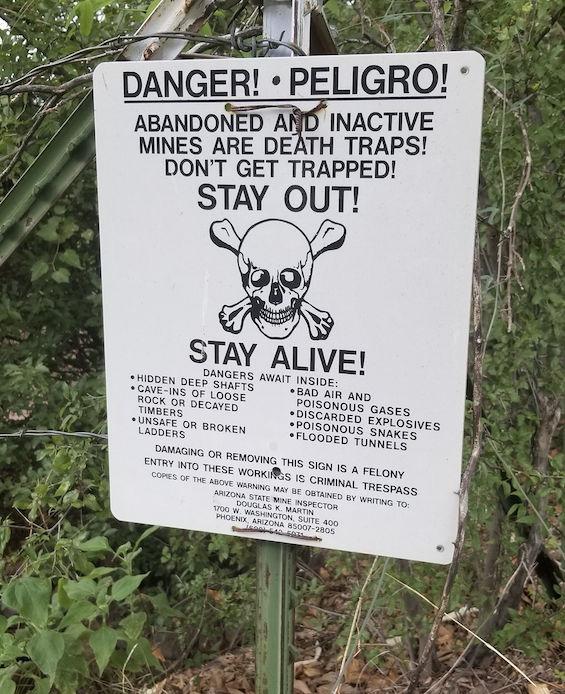 DANGER! • PELIGRO!
ABANDONED AND INACTIVE
MINES ARE DEATH TRAPS!
DON'T GET TRAPPED!
STAY OUT!
STAY ALIVE!
DANGERS AWAIT INSIDE:
• HIDDEN DEEP SHAFTS
• CAVE-INS OF LOOSE
ROCK OR DECAYED
TIMBERS
• UNSAFE OR BROKEN
LADDERS
• BAD AIR AND
POISONOUS GASES
• DISCARDED EXPLOSIVES
• POISONOUS SNAKES
• FLOODED TUNNELS
DAMAGING OR REMOVING THIS SIGN IS A FELONY
ENTRY INTO THESE WORKINGS IS CRIMINAL TRESPASS
COPIES OF THE ABOVE WARNING MAY BE OBTAINED BY WRITING TO:
ARIZONA STATE MINE INSPECTOR
DOUGLAS K. MARTIN
1700 W. WASHINGTON, SUITE 400
PHOENIX, ARIZONA 85007-2805